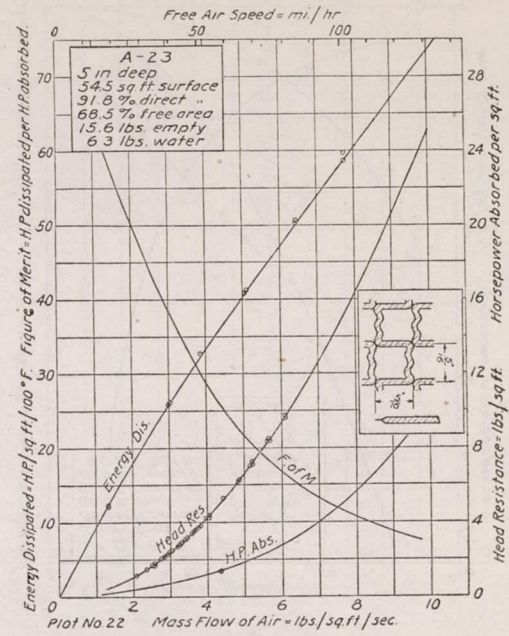 Free Air Speed = mi./hr
0 50 100
A-23
5 in deep
54.5 sq. ft. surface
91.8 % direct "
68.5 % free area
15.6 lbs. empty
6.3 lbs. water
70
60
50
40
30
20
10
0
28
24
20
16
12
8
4
0
Energy Dissipated = H.P./sq.ft./100° F. Figure of Merit = H.P. dissipated per H.P. absorbed.
Horsepower Absorbed per sq. ft.
Head Resistance = lbs/sq.ft.
Energy Dis.
Head Res.
F. of M.
H.P. Abs.
2 4 6 8 10
Plot No. 22 Mass Flow of Air = lbs/sq.ft/sec.